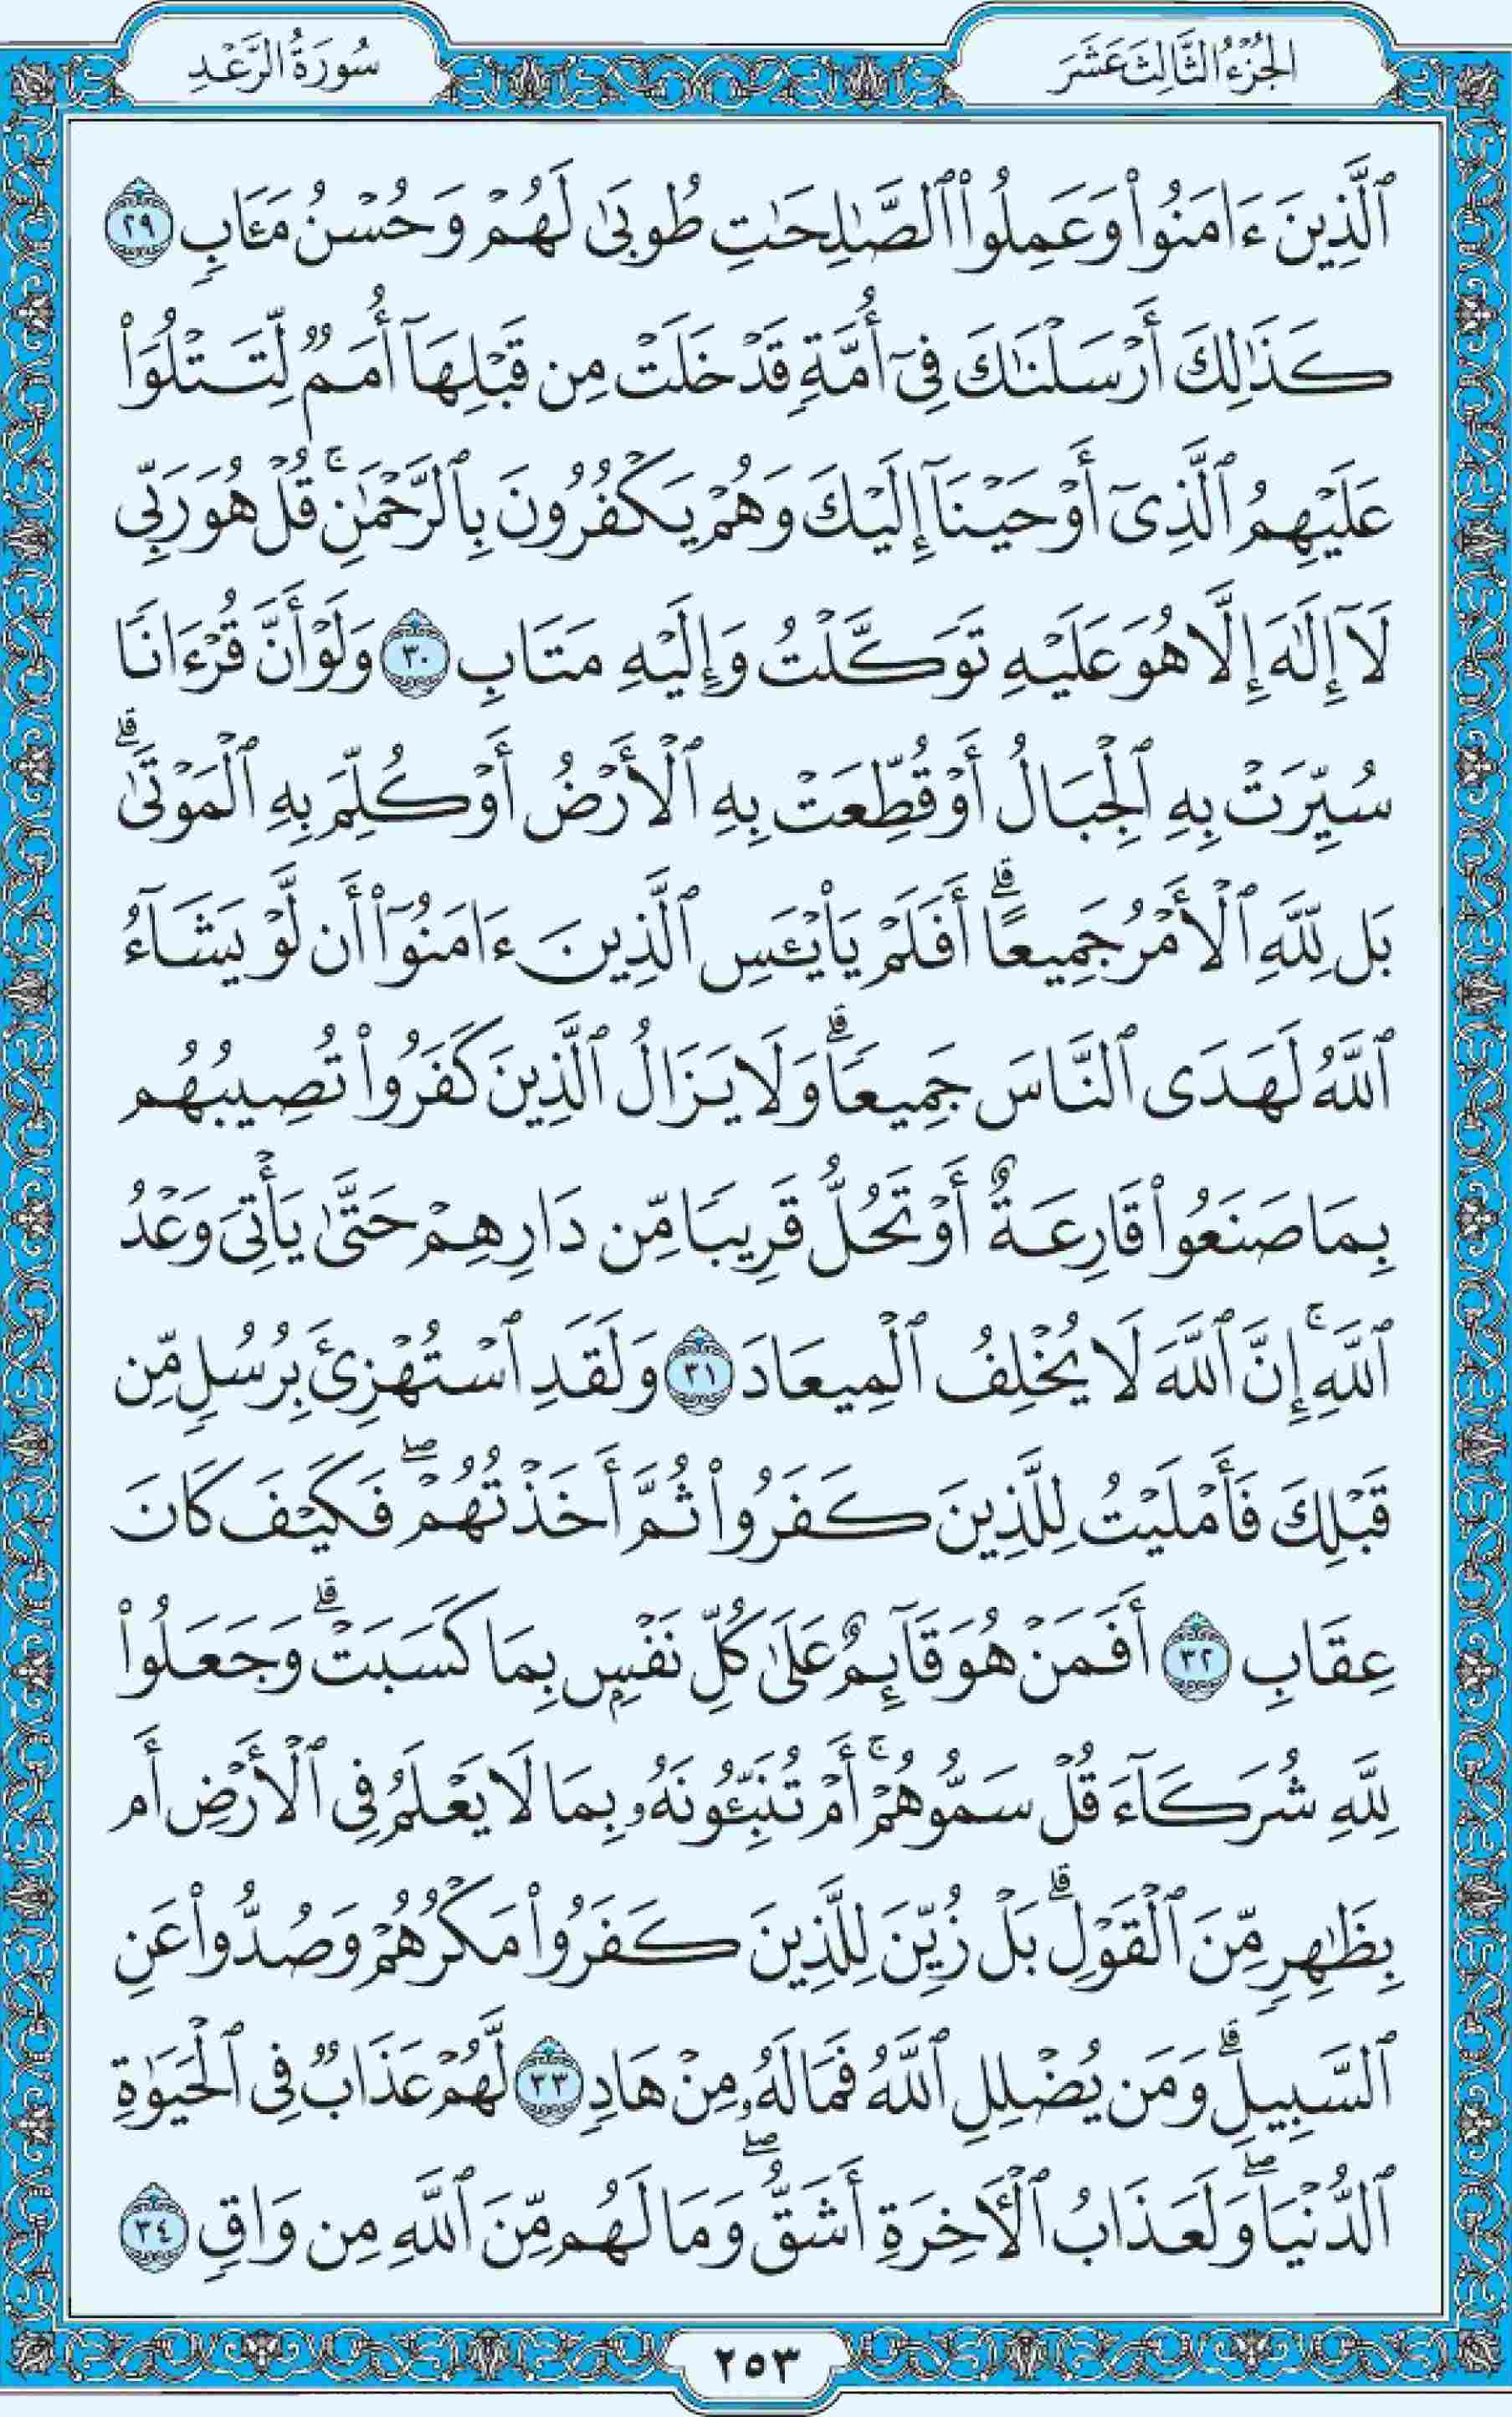 الجُزْءُ الثَّالِثَ عَشَرَ
سُورَةُ الرَّعْدِ
ٱلَّذِينَ ءَامَنُواْ وَعَمِلُواْ ٱلصَّٰلِحَٰتِ طُوبَىٰ لَهُمْ وَحُسْنُ مَـَٔابٖ ٢٩
كَذَٰلِكَ أَرْسَلْنَٰكَ فِيٓ أُمَّةٖ قَدْ خَلَتْ مِن قَبْلِهَآ أُمَمٞ لِّتَتْلُوَاْ
عَلَيْهِمُ ٱلَّذِيٓ أَوْحَيْنَآ إِلَيْكَ وَهُمْ يَكْفُرُونَ بِٱلرَّحْمَٰنِۚ قُلْ هُوَ رَبِّي
لَآ إِلَٰهَ إِلَّا هُوَ عَلَيْهِ تَوَكَّلْتُ وَإِلَيْهِ مَتَابِ ٣٠ وَلَوْ أَنَّ قُرْءَانٗا
سُيِّرَتْ بِهِ ٱلْجِبَالُ أَوْ قُطِّعَتْ بِهِ ٱلْأَرْضُ أَوْ كُلِّمَ بِهِ ٱلْمَوْتَىٰۗ
بَل لِّلَّهِ ٱلْأَمْرُ جَمِيعًاۗ أَفَلَمْ يَاْيْـَٔسِ ٱلَّذِينَ ءَامَنُوٓاْ أَن لَّوْ يَشَآءُ
ٱللَّهُ لَهَدَى ٱلنَّاسَ جَمِيعٗاۗ وَلَا يَزَالُ ٱلَّذِينَ كَفَرُواْ تُصِيبُهُم
بِمَا صَنَعُواْ قَارِعَةٌ أَوْ تَحُلُّ قَرِيبٗا مِّن دَارِهِمْ حَتَّىٰ يَأْتِيَ وَعْدُ
ٱللَّهِۚ إِنَّ ٱللَّهَ لَا يُخْلِفُ ٱلْمِيعَادَ ٣١ وَلَقَدِ ٱسْتُهْزِئَ بِرُسُلٖ مِّن
قَبْلِكَ فَأَمْلَيْتُ لِلَّذِينَ كَفَرُواْ ثُمَّ أَخَذْتُهُمْۖ فَكَيْفَ كَانَ
عِقَابِ ٣٢ أَفَمَنْ هُوَ قَآئِمٌ عَلَىٰ كُلِّ نَفْسِۭ بِمَا كَسَبَتْۗ وَجَعَلُواْ
لِلَّهِ شُرَكَآءَ قُلْ سَمُّوهُمْۚ أَمْ تُنَبِّـُٔونَهُۥ بِمَا لَا يَعْلَمُ فِي ٱلْأَرْضِ أَم
بِظَٰهِرٖ مِّنَ ٱلْقَوْلِۗ بَلْ زُيِّنَ لِلَّذِينَ كَفَرُواْ مَكْرُهُمْ وَصُدُّواْ عَنِ
ٱلسَّبِيلِۗ وَمَن يُضْلِلِ ٱللَّهُ فَمَا لَهُۥ مِنْ هَادٖ ٣٣ لَّهُمْ عَذَابٞ فِي ٱلْحَيَوٰةِ
ٱلدُّنْيَاۖ وَلَعَذَابُ ٱلْأٓخِرَةِ أَشَقُّۖ وَمَا لَهُم مِّنَ ٱللَّهِ مِن وَاقٖ ٣٤
٢٥٣